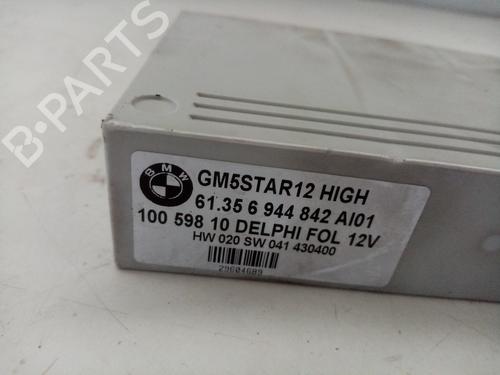 B-PARTS
BMW
GM5STAR12 HIGH
61.35 6 944 842 AI01
100 598 10 DELPHI FOL 12V
HW 020 SW 041 430400
29604689